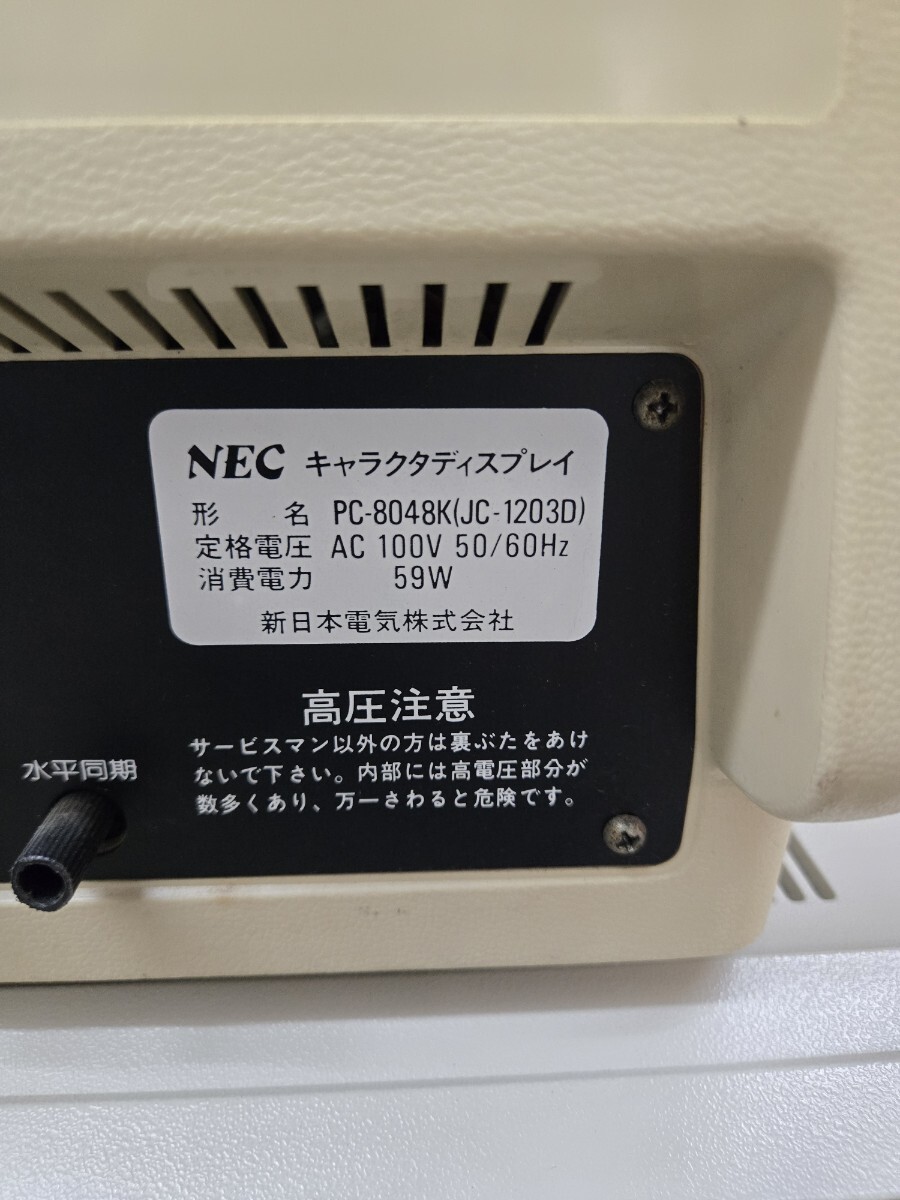 NEC キャラクタディスプレイ
形 名 PC-8048K(JC-1203D)
定格電圧 AC 100V 50/60Hz
消費電力 59W
新日本電気株式会社
高圧注意
サービスマン以外の方は裏ぶたをあけ
ないで下さい。内部には高電圧部分が
数多くあり、万一さわると危険です。
水平同期